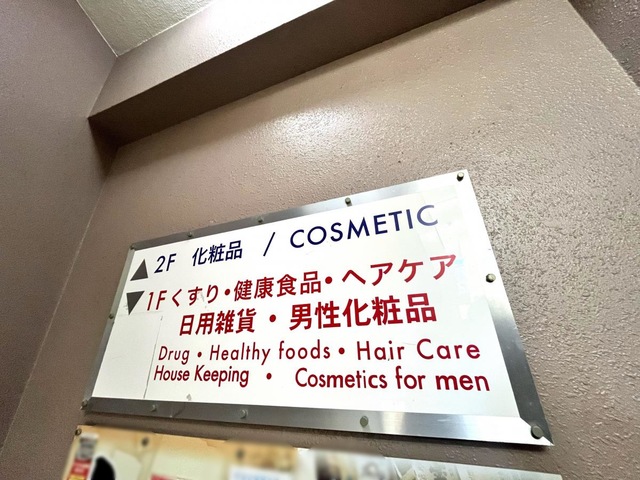 ▲2F 化粧品 / COSMETIC
▼1Fくすり・健康食品・ヘアケア
日用雑貨・男性化粧品
Drug • Healthy foods • Hair Care
House Keeping • Cosmetics for men